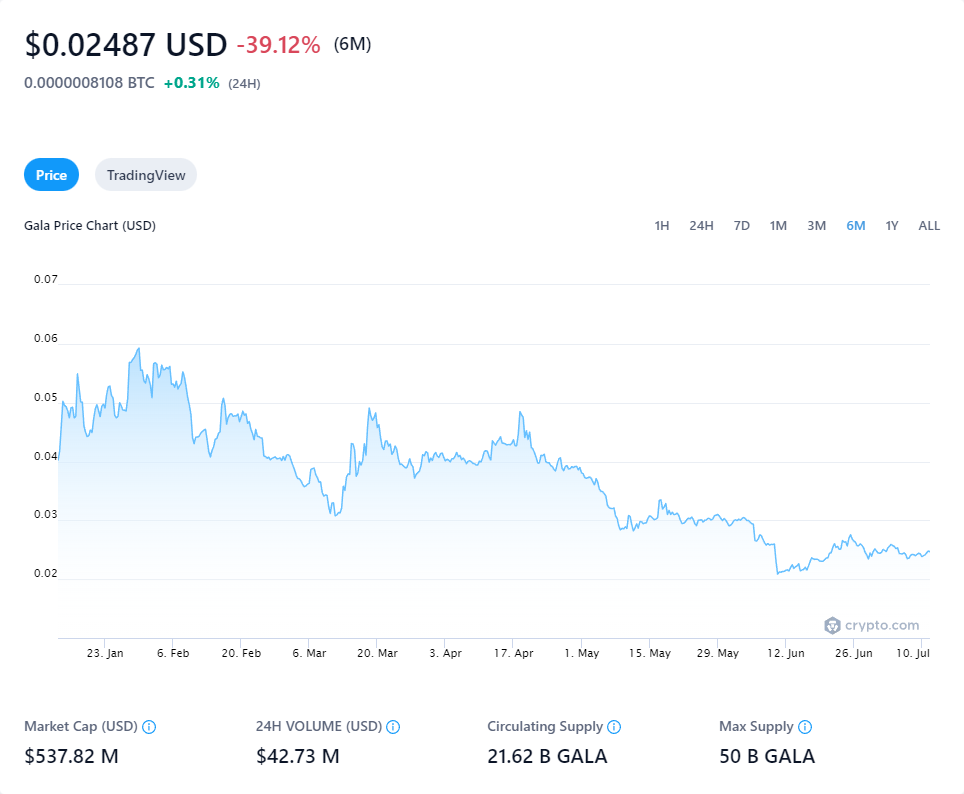 $0.02487 USD -39.12% (6M)
0.0000008108 BTC +0.31% (24H)
Price TradingView
Gala Price Chart (USD) 1H 24H 7D 1M 3M 6M 1Y ALL
0.07
0.06
0.05
0.04
0.03
0.02
crypto.com
23. Jan 6. Feb 20. Feb 6. Mar 20. Mar 3. Apr 17. Apr 1. May 15. May 29. May 12. Jun 26. Jun 10. Jul
Market Cap (USD) 24H VOLUME (USD) Circulating Supply Max Supply
$537.82 M $42.73 M 21.62 B GALA 50 B GALA